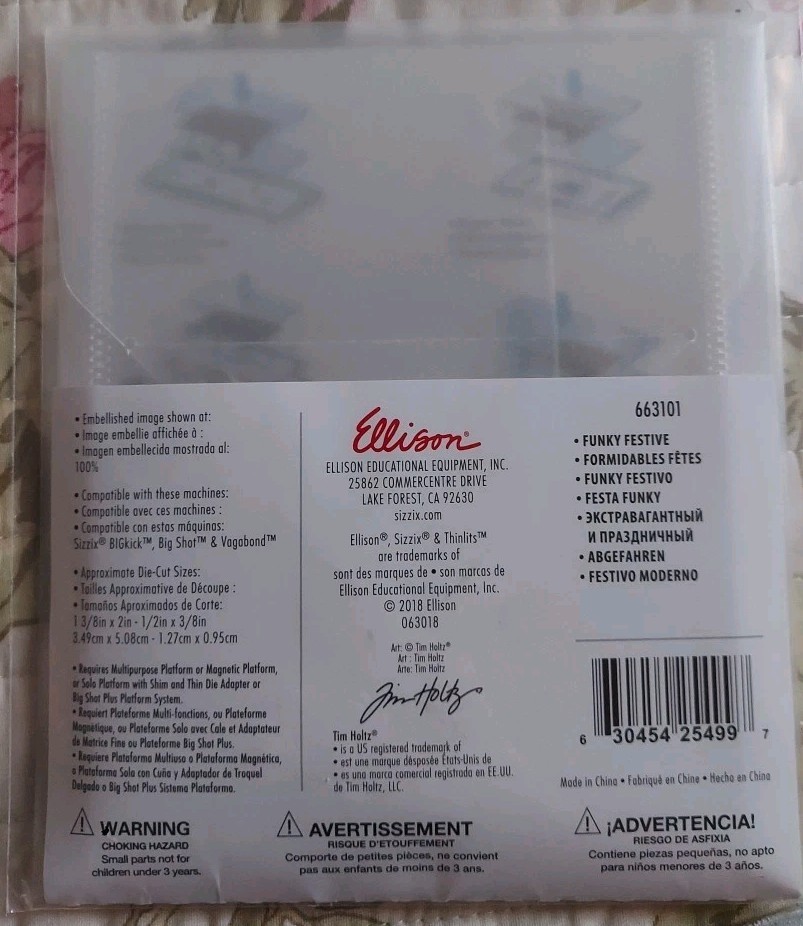 • Embellished image shown at:
• Image embellie affichée à :
• Imagen embellecida mostrada al:
100%
• Compatible with these machines:
• Compatible avec ces machines :
• Compatible con estas máquinas:
Sizzix® BIGkick™, Big Shot™ & Vagabond™
• Approximate Die-Cut Sizes:
• Tailles Approximative de Découpe :
• Tamaños Aproximados de Corte:
1 3/8in x 2in - 1/2in x 3/8in
3.49cm x 5.08cm - 1.27cm x 0.95cm
• Requires Multipurpose Platform or Magnetic Platform,
or Solo Platform with Shim and Thin Die Adapter or
Big Shot Plus Platform System.
• Requiert Plateforme Multi-fonctions, ou Plateforme
Magnétique, ou Plateforme Solo avec Cale et Adaptateur
de Matrice Fine ou Plateforme Big Shot Plus.
• Requiere Plataforma Multiuso o Plataforma Magnética,
o Plataforma Solo con Cuña y Adaptador de Troquel
Delgado o Big Shot Plus Sistema Plataforma.
Ellison®
ELLISON EDUCATIONAL EQUIPMENT, INC.
25862 COMMERCENTRE DRIVE
LAKE FOREST, CA 92630
sizzix.com
Ellison®, Sizzix® & Thinlits™
are trademarks of
sont des marques de • son marcas de
Ellison Educational Equipment, Inc.
© 2018 Ellison
063018
Art: © Tim Holtz®
Art : Tim Holtz
Arte: Tim Holtz
Tim Holtz
Tim Holtz®
• is a US registered trademark of
• est une marque désposée États-Unis de
• es una marca comercial registrada en EE.UU.
de Tim Holtz, LLC.
663101
• FUNKY FESTIVE
• FORMIDABLES FÊTES
• FUNKY FESTIVO
• FESTA FUNKY
• ЭКСТРАВАГАНТНЫЙ
И ПРАЗДНИЧНЫЙ
• ABGEFAHREN
• FESTIVO MODERNO
6 30454 25499 7
Made in China • Fabriqué en Chine • Hecho en China
WARNING
CHOKING HAZARD
Small parts not for
children under 3 years.
AVERTISSEMENT
RISQUE D'ETOUFFEMENT
Comporte de petites pièces, ne convient
pas aux enfants de moins de 3 ans.
¡ADVERTENCIA!
RIESGO DE ASFIXIA
Contiene piezas pequeñas, no apto
para niños menores de 3 años.